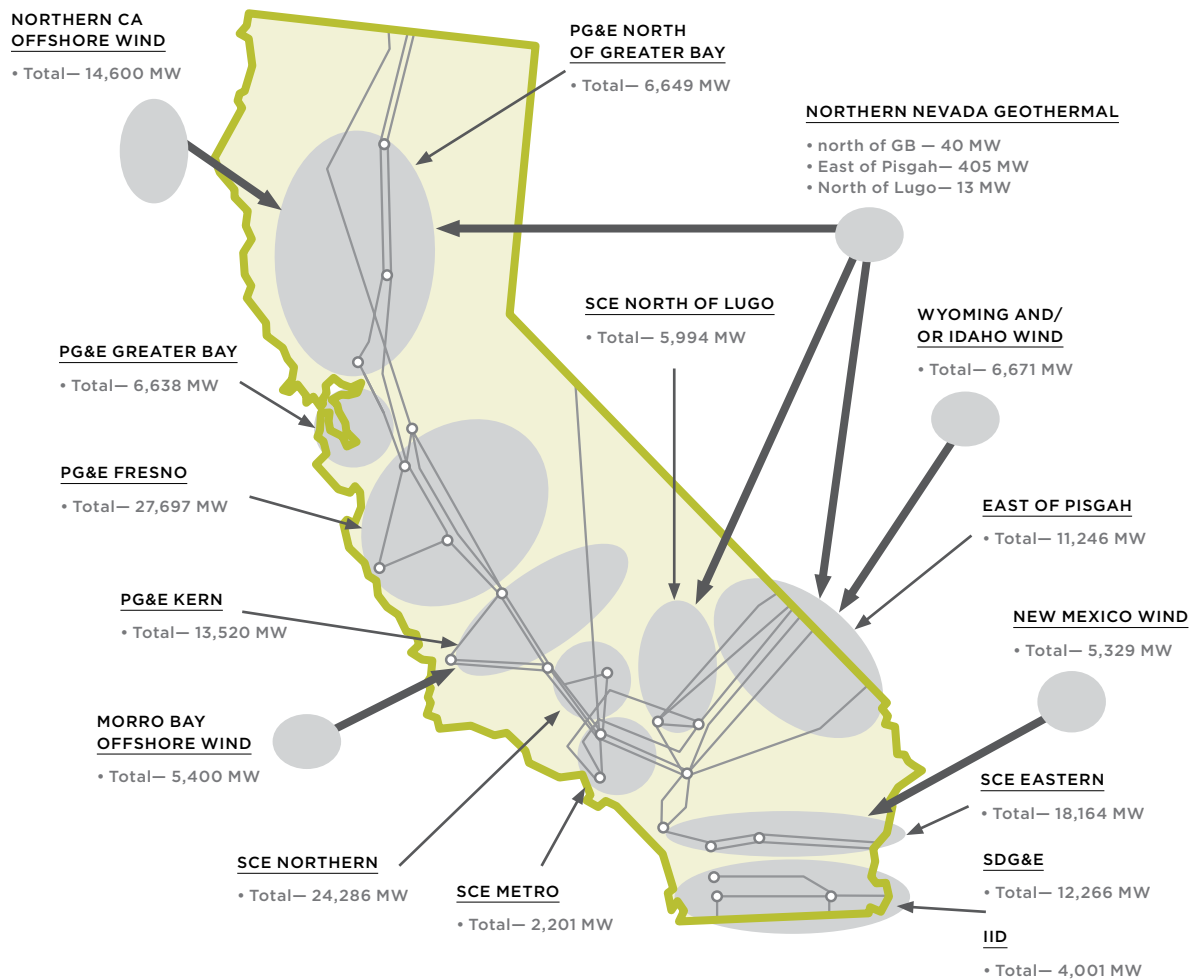 NORTHERN CA
OFFSHORE WIND
• Total— 14,600 MW
PG&E NORTH
OF GREATER BAY
• Total— 6,649 MW
NORTHERN NEVADA GEOTHERMAL
• north of GB — 40 MW
• East of Pisgah— 405 MW
• North of Lugo— 13 MW
SCE NORTH OF LUGO
• Total— 5,994 MW
WYOMING AND/
OR IDAHO WIND
• Total— 6,671 MW
PG&E GREATER BAY
• Total— 6,638 MW
PG&E FRESNO
• Total— 27,697 MW
EAST OF PISGAH
• Total— 11,246 MW
PG&E KERN
• Total— 13,520 MW
NEW MEXICO WIND
• Total— 5,329 MW
MORRO BAY
OFFSHORE WIND
• Total— 5,400 MW
SCE EASTERN
• Total— 18,164 MW
SCE NORTHERN
• Total— 24,286 MW
SCE METRO
• Total— 2,201 MW
SDG&E
• Total— 12,266 MW
IID
• Total— 4,001 MW